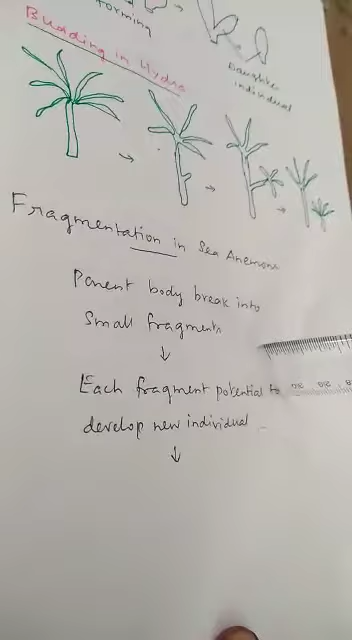 forming
Daughter
individual
Budding in Hydra
Fragmentation in Sea Anemone
Parent body break into
Small fragments
Each fragment potential to
develop new individual